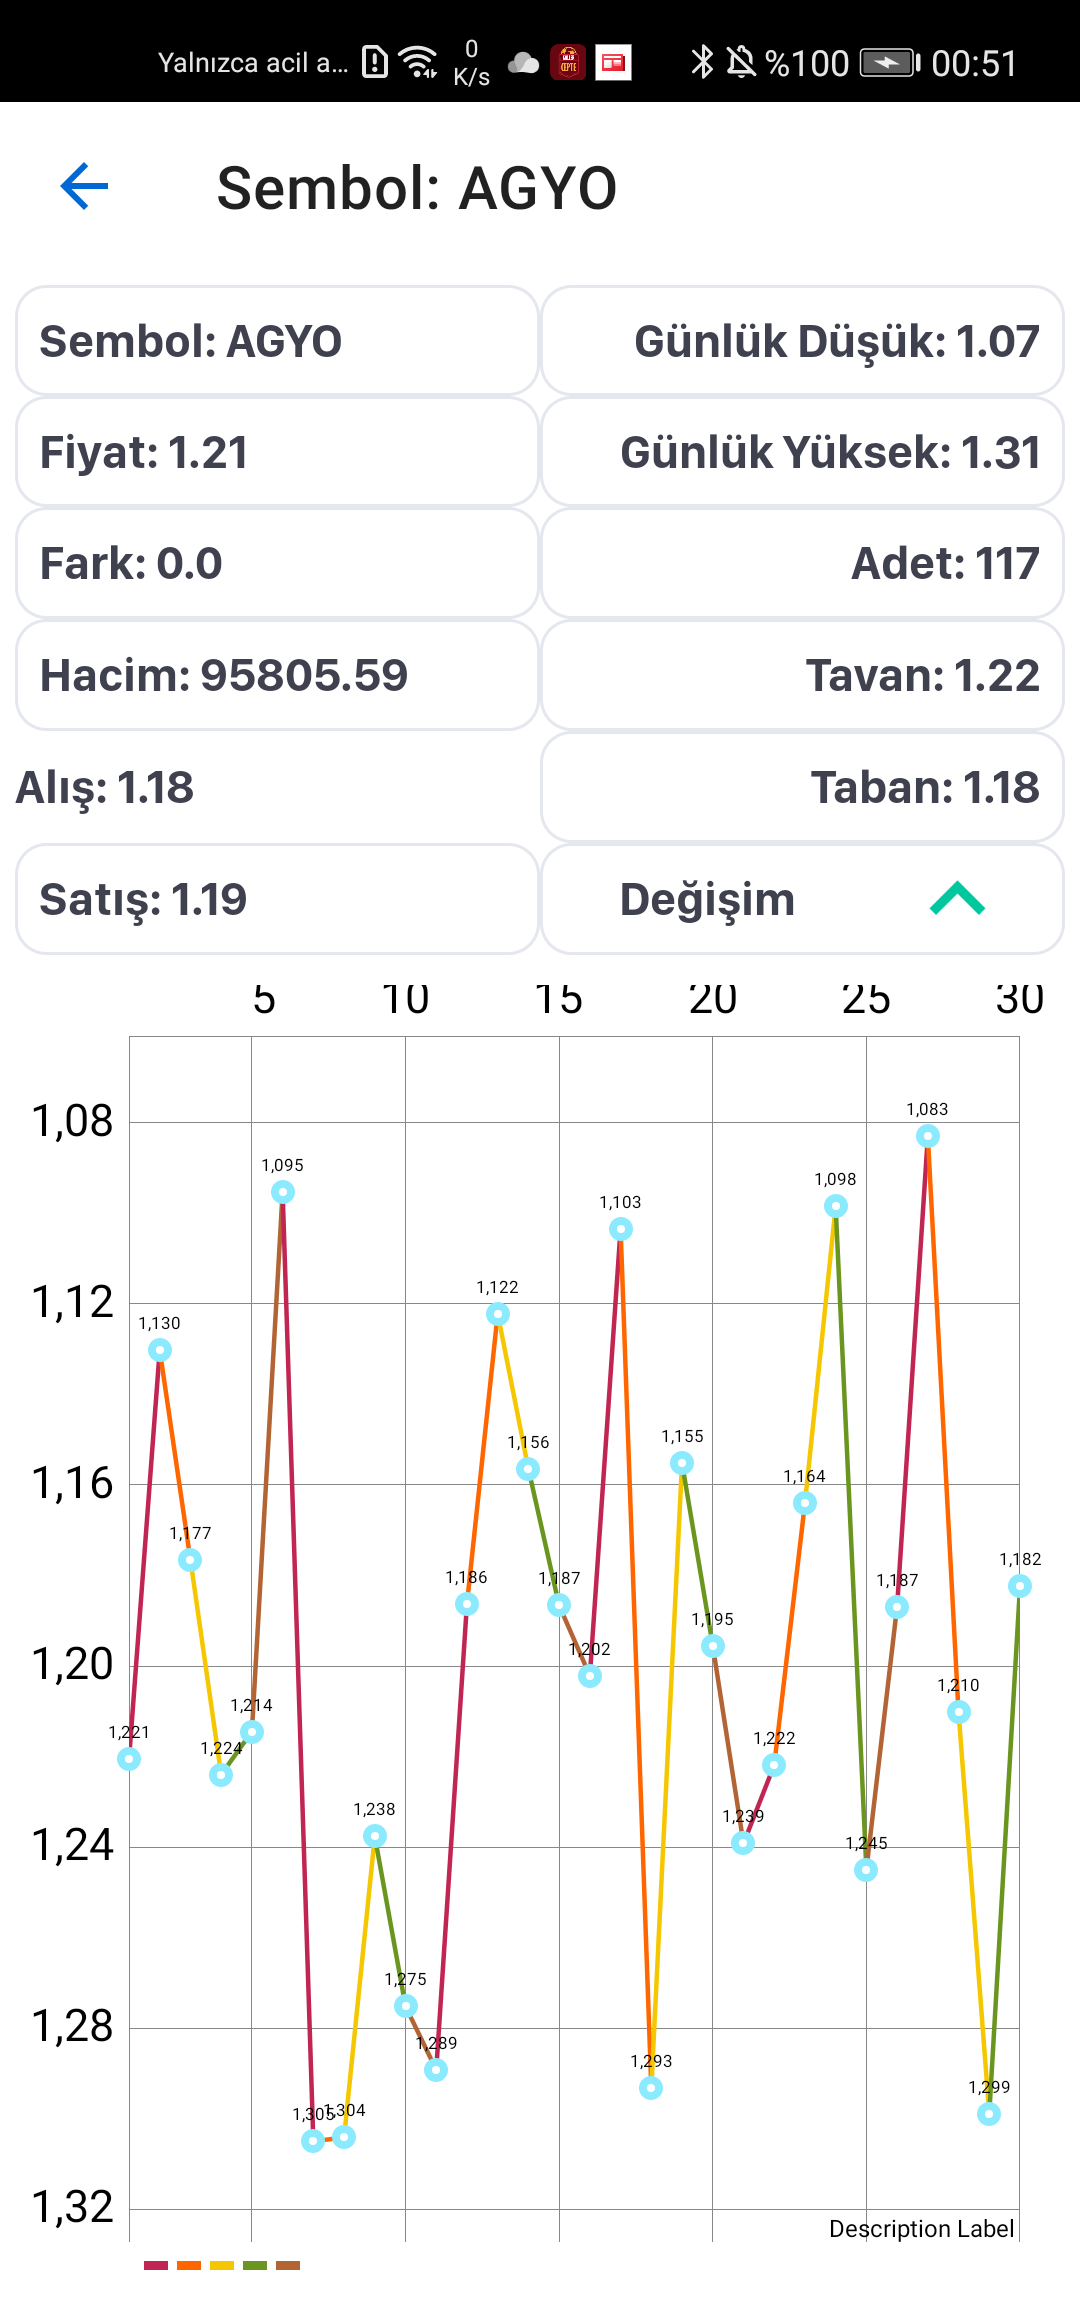 Yalnızca acil a... 0 K/s %100 00:51
Sembol: AGYO
Sembol: AGYO Günlük Düşük: 1.07
Fiyat: 1.21 Günlük Yüksek: 1.31
Fark: 0.0 Adet: 117
Hacim: 95805.59 Tavan: 1.22
Alış: 1.18 Taban: 1.18
Satış: 1.19 Değişim
5 10 15 20 25 30
1,083
1,08
1,095
1,098
1,103
1,122
1,12
1,130
1,155
1,156
1,164
1,16
1,177
1,182
1,186 1,187 1,187
1,195
1,202
1,20
1,210
1,214
1,221 1,222
1,224
1,238
1,239
1,24
1,245
1,275
1,28
1,289
1,293
1,299
1,305 1,304
1,32
Description Label